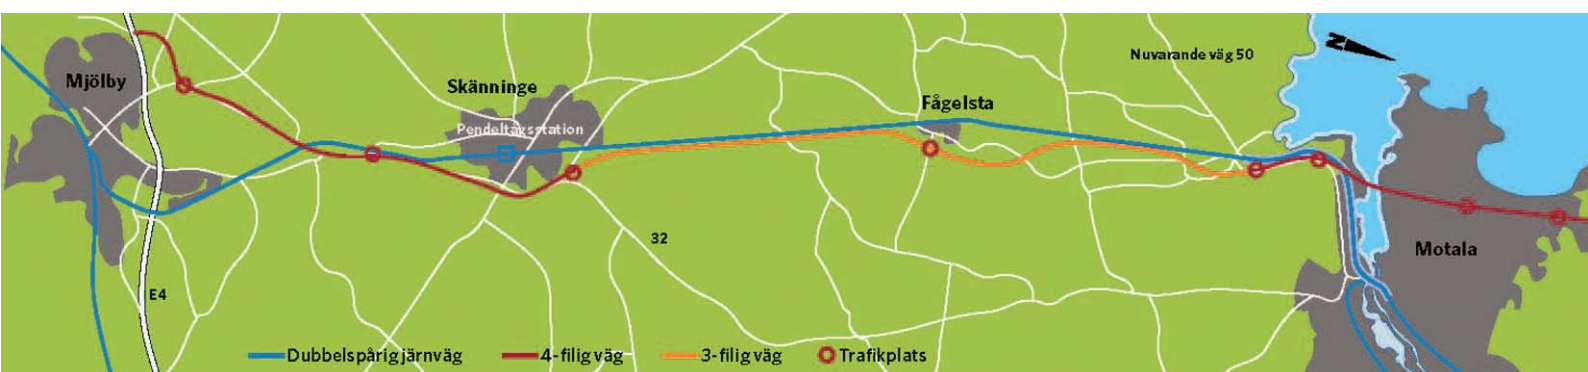 N
Nuvarande väg 50
Mjölby
Skänninge
Fågelsta
Pendeltågsstation
32
Motala
E4
Dubbelspårig järnväg
4-filig väg
3-filig väg
Trafikplats